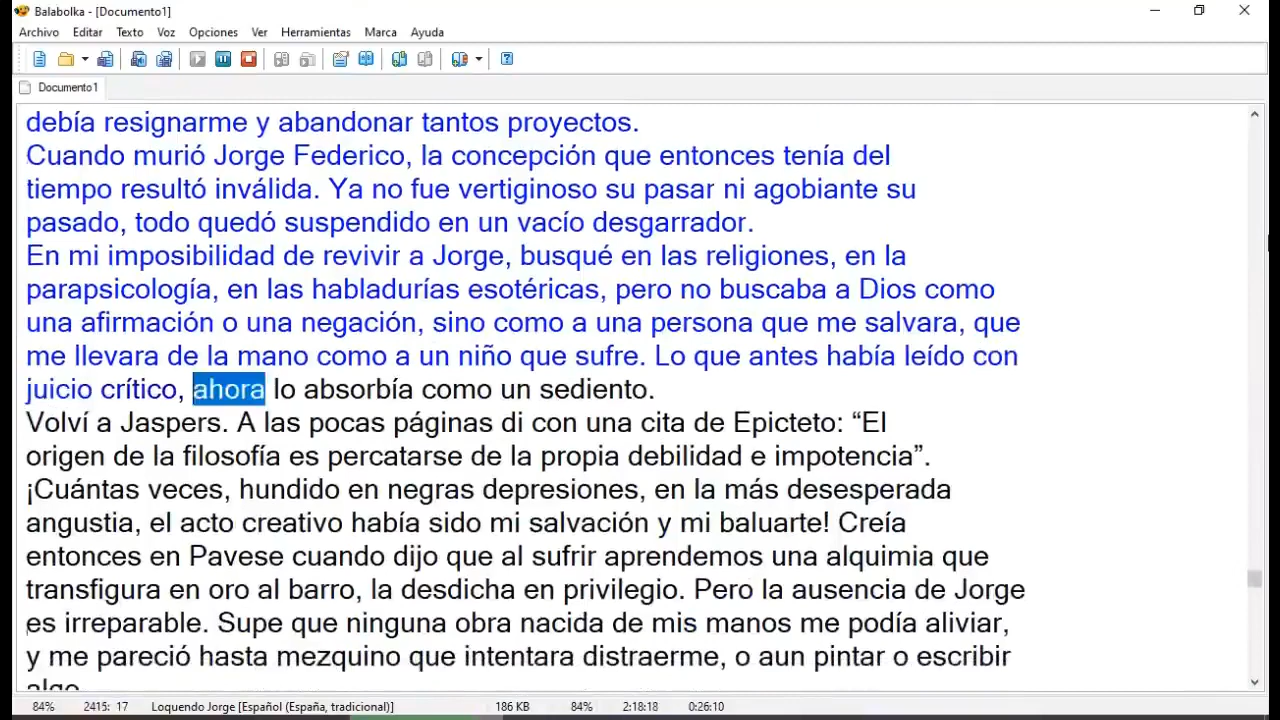 Balabolka - [Documento1]
Archivo Editar Texto Voz Opciones Ver Herramientas Marca Ayuda
Documento1
debía resignarme y abandonar tantos proyectos.
Cuando murió Jorge Federico, la concepción que entonces tenía del
tiempo resultó inválida. Ya no fue vertiginoso su pasar ni agobiante su
pasado, todo quedó suspendido en un vacío desgarrador.
En mi imposibilidad de revivir a Jorge, busqué en las religiones, en la
parapsicología, en las habladurías esotéricas, pero no buscaba a Dios como
una afirmación o una negación, sino como a una persona que me salvara, que
me llevara de la mano como a un niño que sufre. Lo que antes había leído con
juicio crítico, ahora lo absorbía como un sediento.
Volví a Jaspers. A las pocas páginas di con una cita de Epicteto: “El
origen de la filosofía es percatarse de la propia debilidad e impotencia”.
¡Cuántas veces, hundido en negras depresiones, en la más desesperada
angustia, el acto creativo había sido mi salvación y mi baluarte! Creía
entonces en Pavese cuando dijo que al sufrir aprendemos una alquimia que
transfigura en oro al barro, la desdicha en privilegio. Pero la ausencia de Jorge
es irreparable. Supe que ninguna obra nacida de mis manos me podía aliviar,
y me pareció hasta mezquino que intentara distraerme, o aun pintar o escribir
algo
84% 2415: 17 Loquendo Jorge [Español (España, tradicional)] 186 KB 84% 2:18:18 0:26:10